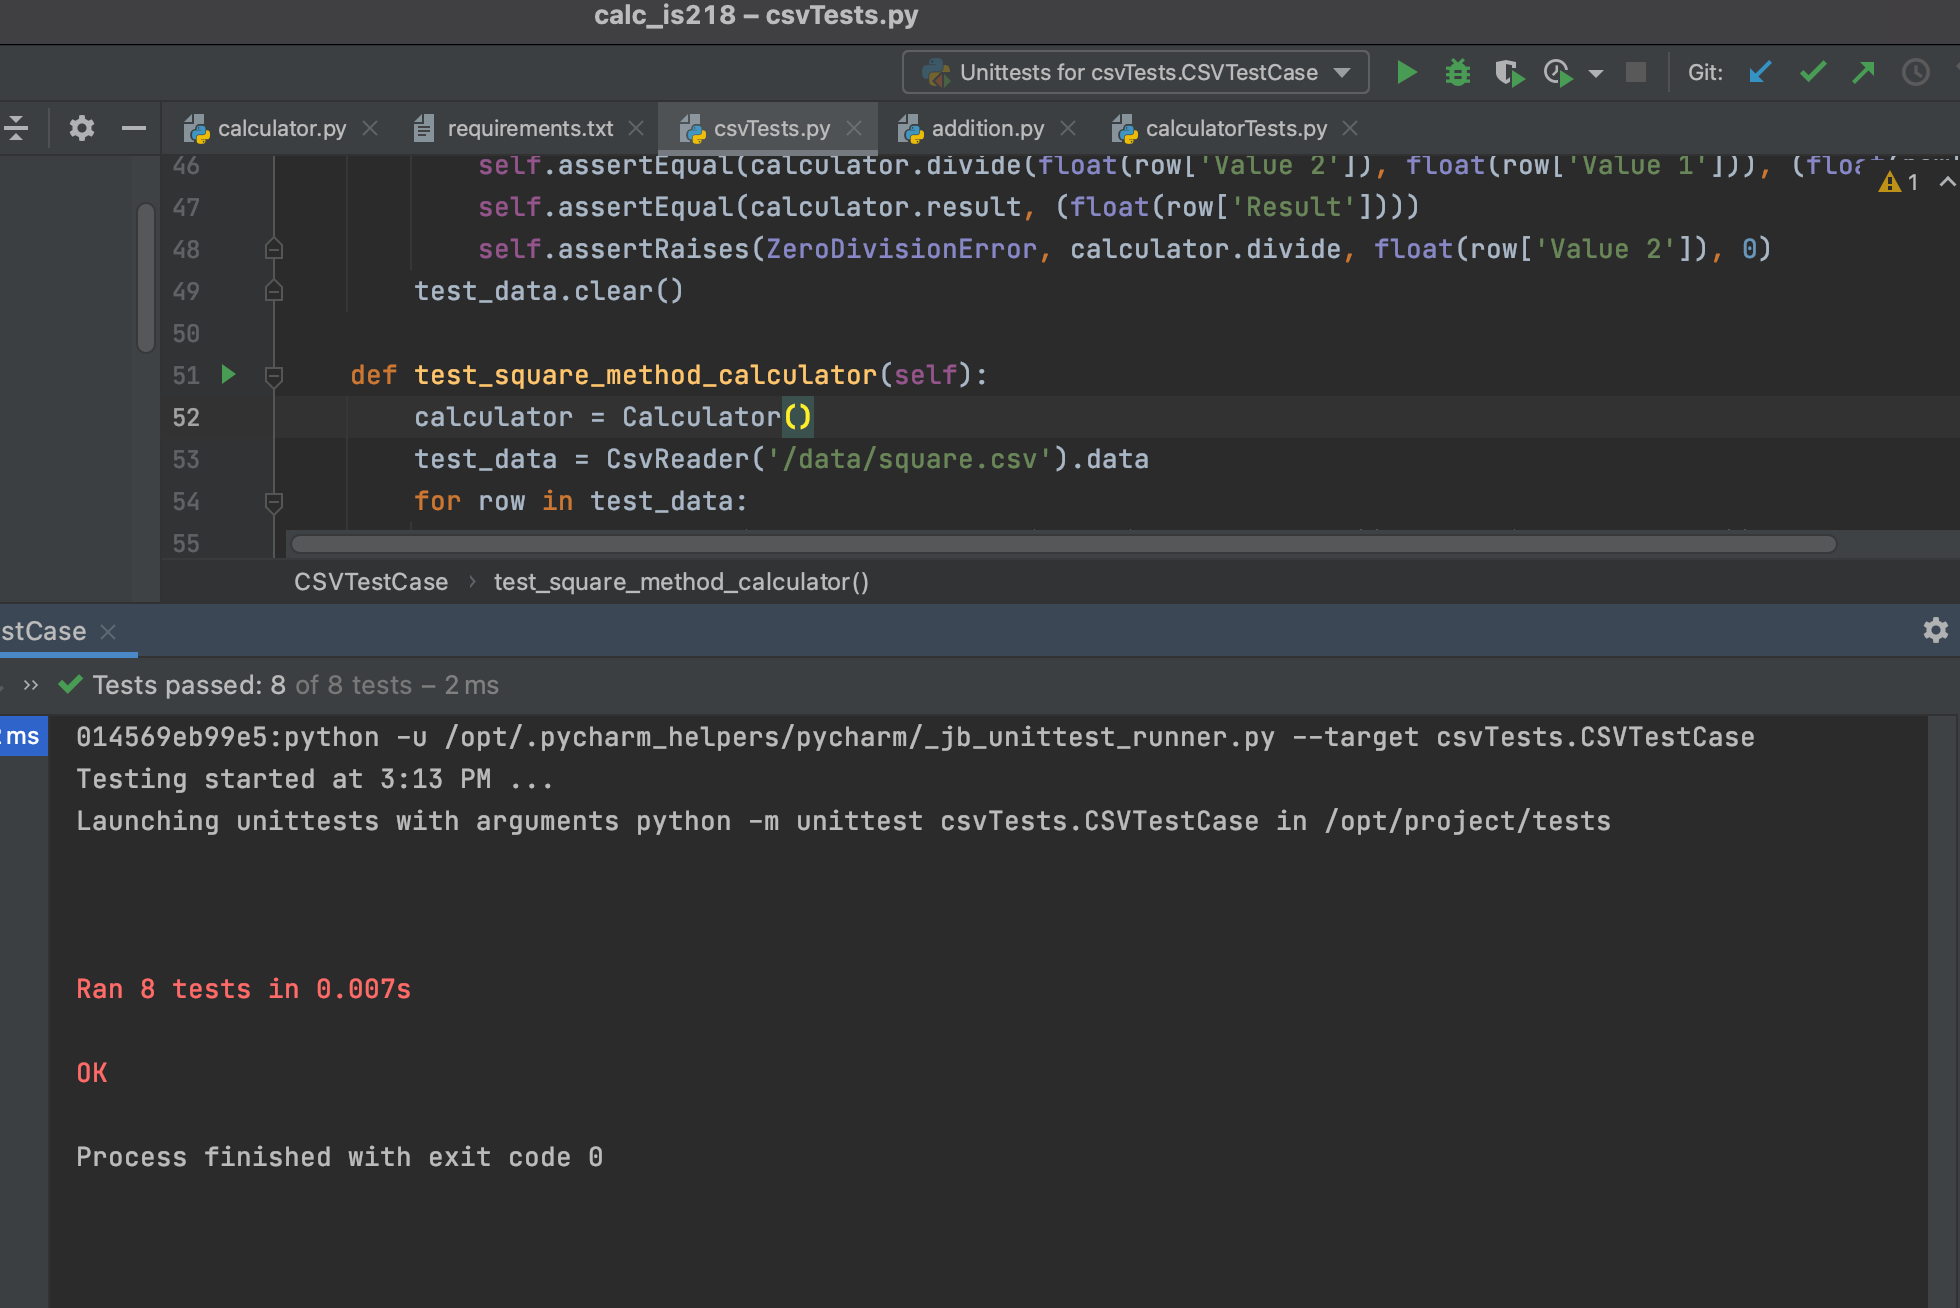 calc_is218 – csvTests.py
Unittests for csvTests.CSVTestCase
Git:
calculator.py
requirements.txt
csvTests.py
addition.py
calculatorTests.py
46 self.assertEqual(calculator.divide(float(row['Value 2']), float(row['Value 1'])), (float(row
1
47 self.assertEqual(calculator.result, (float(row['Result'])))
48 self.assertRaises(ZeroDivisionError, calculator.divide, float(row['Value 2']), 0)
49 test_data.clear()
50
51 def test_square_method_calculator(self):
52 calculator = Calculator()
53 test_data = CsvReader('/data/square.csv').data
54 for row in test_data:
55
CSVTestCase › test_square_method_calculator()
stCase
» Tests passed: 8 of 8 tests – 2 ms
2 ms
014569eb99e5:python -u /opt/.pycharm_helpers/pycharm/_jb_unittest_runner.py --target csvTests.CSVTestCase
Testing started at 3:13 PM ...
Launching unittests with arguments python -m unittest csvTests.CSVTestCase in /opt/project/tests
Ran 8 tests in 0.007s
OK
Process finished with exit code 0